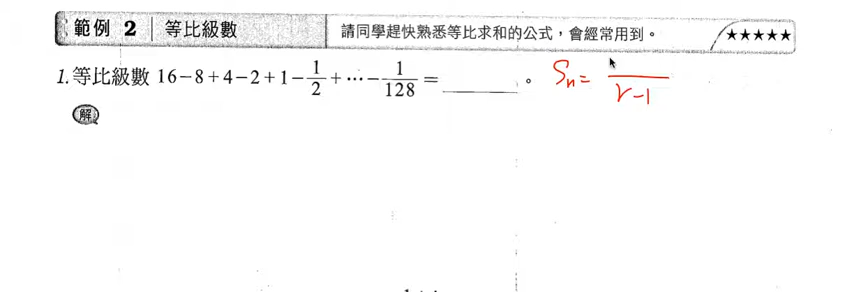 範例 2 等比級數 請同學趕快熟悉等比求和的公式，會經常用到。 ★★★★★
1. 等比級數 16－8＋4－2＋1－1/2＋⋯－1/128＝______。 Sn= /(r-1)
解